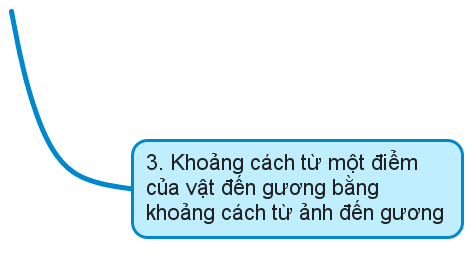 3. Khoảng cách từ một điểm
của vật đến gương bằng
khoảng cách từ ảnh đến gương